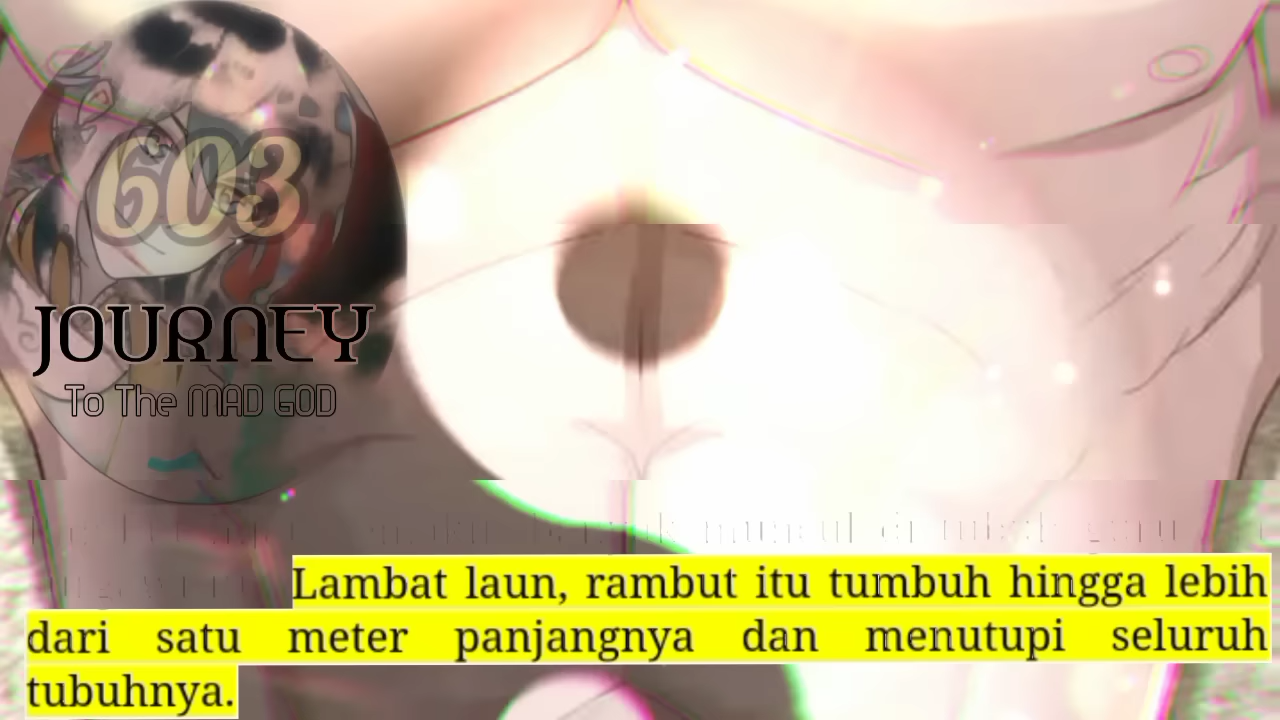 603
JOURNEY
To The MAD GOD
Lambat laun, rambut itu tumbuh hingga lebih
dari satu meter panjangnya dan menutupi seluruh
tubuhnya.